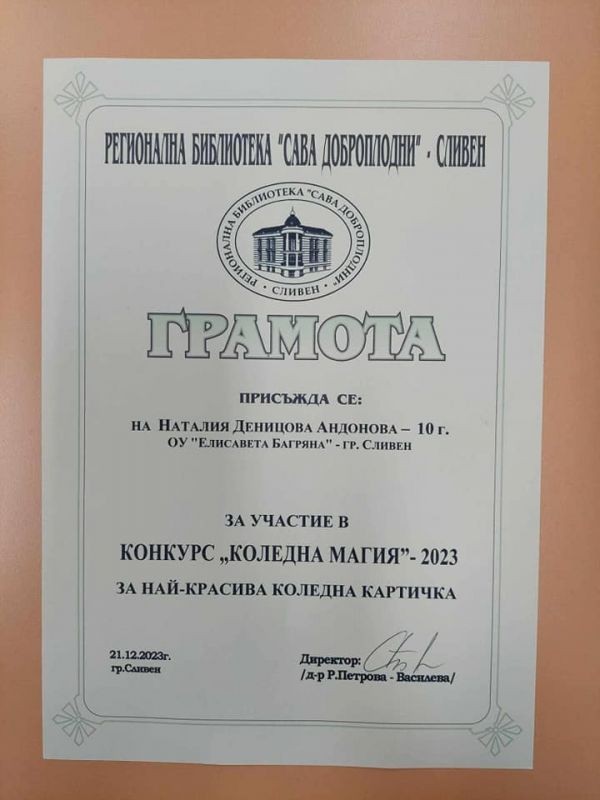 РЕГИОНАЛНА БИБЛИОТЕКА "САВА ДОБРОПЛОДНИ" - СЛИВЕН
РЕГИОНАЛНА БИБЛИОТЕКА "САВА ДОБРОПЛОДНИ"
· СЛИВЕН ·
ГРАМОТА
ПРИСЪЖДА СЕ:
НА НАТАЛИЯ ДЕНИЦОВА АНДОНОВА – 10 г.
ОУ "ЕЛИСАВЕТА БАГРЯНА" - ГР. СЛИВЕН
ЗА УЧАСТИЕ В
КОНКУРС „КОЛЕДНА МАГИЯ”- 2023
ЗА НАЙ-КРАСИВА КОЛЕДНА КАРТИЧКА
21.12.2023г.
гр.Сливен
Директор:
/д-р Р.Петрова - Василева/